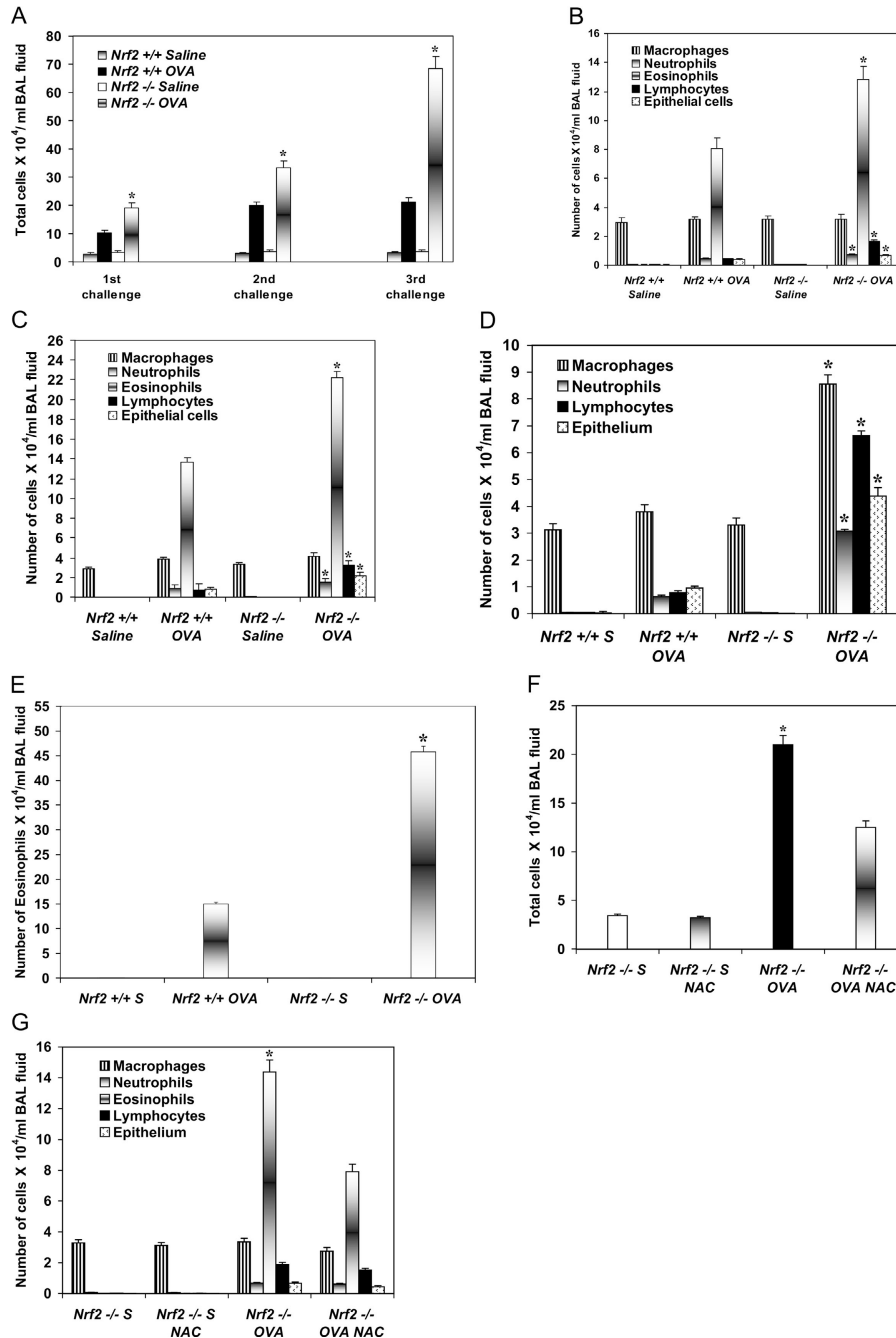 A
Total cells X 10⁴/ ml BAL fluid
80
70
60
50
40
30
20
10
0
Nrf2 +/+ Saline
Nrf2 +/+ OVA
Nrf2 -/- Saline
Nrf2 -/- OVA
*
*
*
1st challenge
2nd challenge
3rd challenge
B
Number of cells X 10⁴/ml BAL fluid
16
14
12
10
8
6
4
2
0
Macrophages
Neutrophils
Eosinophils
Lymphocytes
Epithelial cells
*
*
*
*
Nrf2 +/+
Saline
Nrf2 +/+ OVA
Nrf2 -/-
Saline
Nrf2 -/- OVA
C
Number of cells X 10⁴/ml BAL fluid
26
24
22
20
18
16
14
12
10
8
6
4
2
0
Macrophages
Neutrophils
Eosinophils
Lymphocytes
Epithelial cells
*
*
*
*
Nrf2 +/+
Saline
Nrf2 +/+
OVA
Nrf2 -/-
Saline
Nrf2 -/-
OVA
D
Number of cells X 10⁴/ml BAL fluid
10
9
8
7
6
5
4
3
2
1
0
Macrophages
Neutrophils
Lymphocytes
Epithelium
*
*
*
*
Nrf2 +/+ S
Nrf2 +/+
OVA
Nrf2 -/- S
Nrf2 -/-
OVA
E
Number of Eosinophils X 10⁴/ml BAL fluid
55
50
45
40
35
30
25
20
15
10
5
0
*
Nrf2 +/+ S
Nrf2 +/+ OVA
Nrf2 -/- S
Nrf2 -/- OVA
F
Total cells X 10⁴/ml BAL fluid
25
20
15
10
5
0
*
Nrf2 -/- S
Nrf2 -/- S
NAC
Nrf2 -/-
OVA
Nrf2 -/-
OVA NAC
G
Number of cells X 10⁴/ml BAL fluid
16
14
12
10
8
6
4
2
0
Macrophages
Neutrophils
Eosinophils
Lymphocytes
Epithelium
*
Nrf2 -/- S
Nrf2 -/- S
NAC
Nrf2 -/-
OVA
Nrf2 -/-
OVA NAC